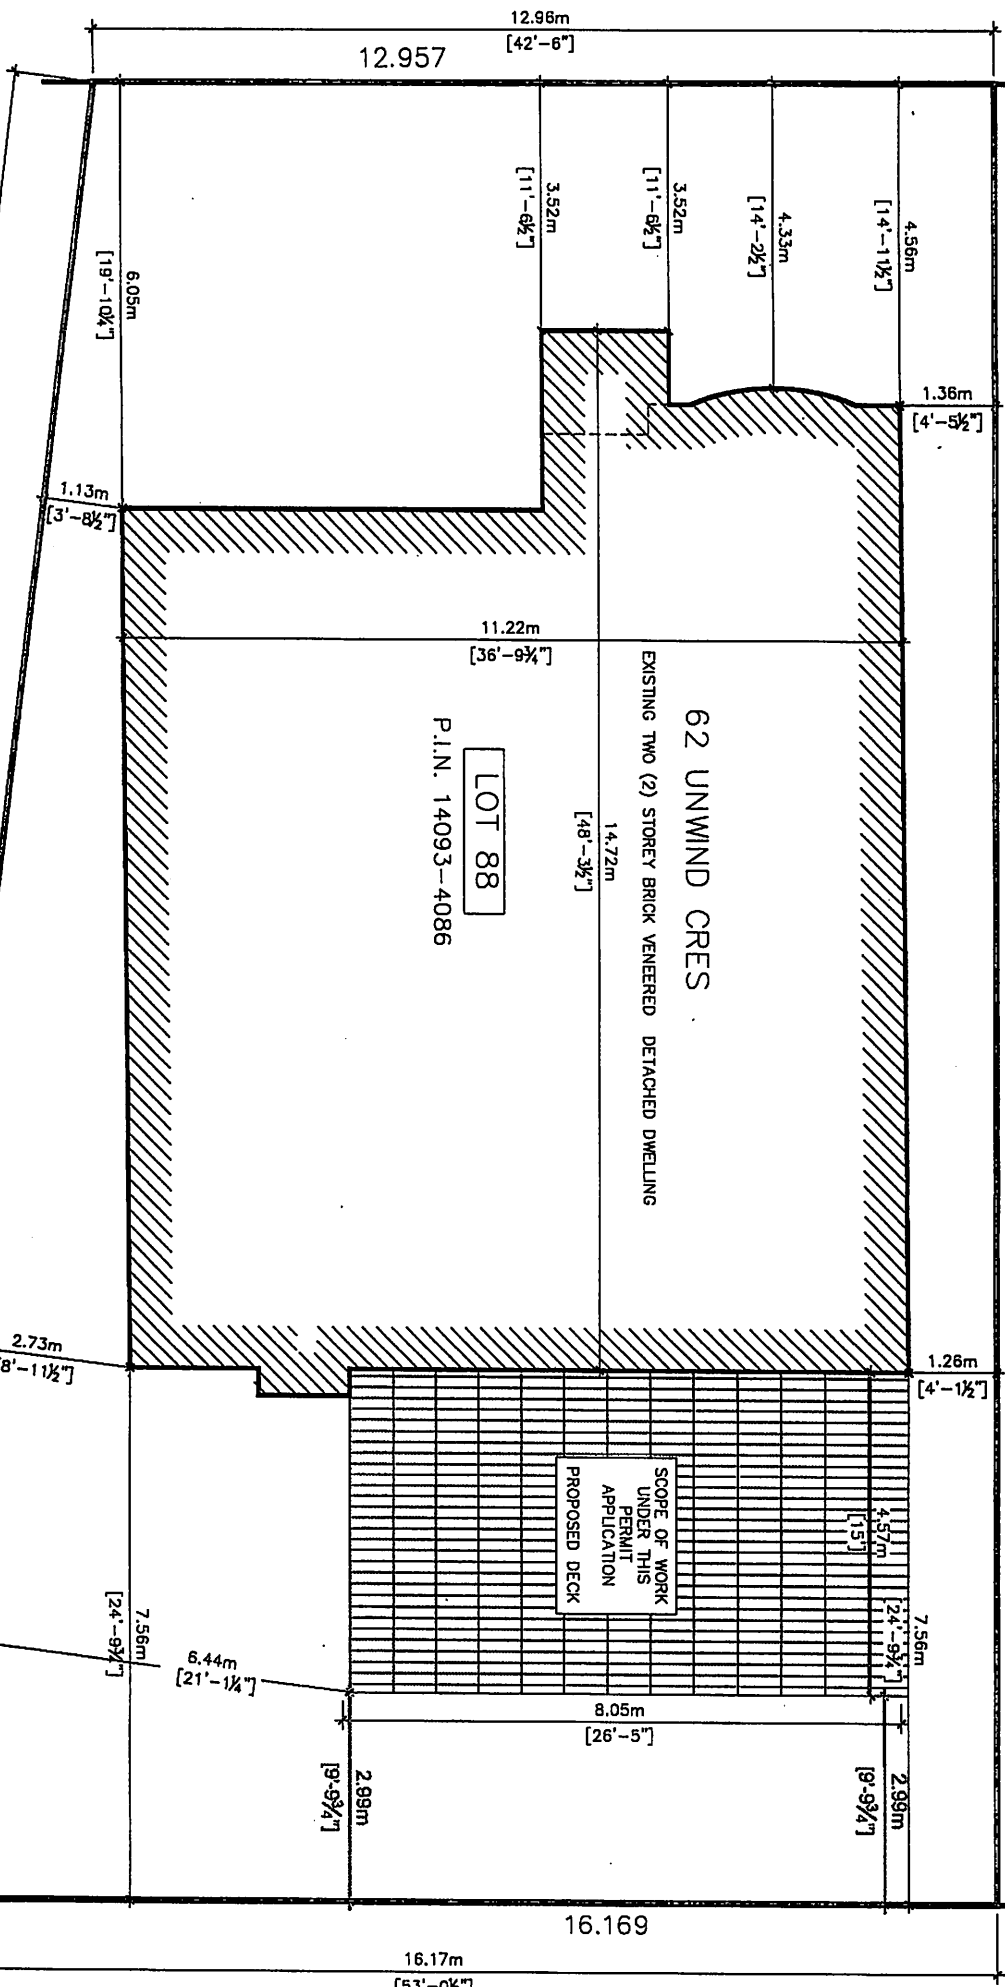 12.96m
[42'-6"]
12.957
3.52m
[11'-6½"]
3.52m
[11'-6½"]
4.33m
[14'-2½"]
4.56m
[14'-11½"]
6.05m
[19'-10¼"]
1.36m
[4'-5½"]
1.13m
[3'-8½"]
11.22m
[36'-9¾"]
62 UNWIND CRES
EXISTING TWO (2) STOREY BRICK VENEERED DETACHED DWELLING
14.72m
[48'-3½"]
LOT 88
P.I.N. 14093-4086
2.73m
8'-11½"]
1.26m
[4'-1½"]
SCOPE OF WORK
UNDER THIS
PERMIT
APPLICATION
PROPOSED DECK
4.57m
[15']
7.56m
[24'-9¾"]
7.56m
[24'-9¾"]
6.44m
[21'-1¼"]
8.05m
[26'-5"]
2.99m
[9'-9¾"]
2.99m
[9'-9¾"]
16.169
16.17m